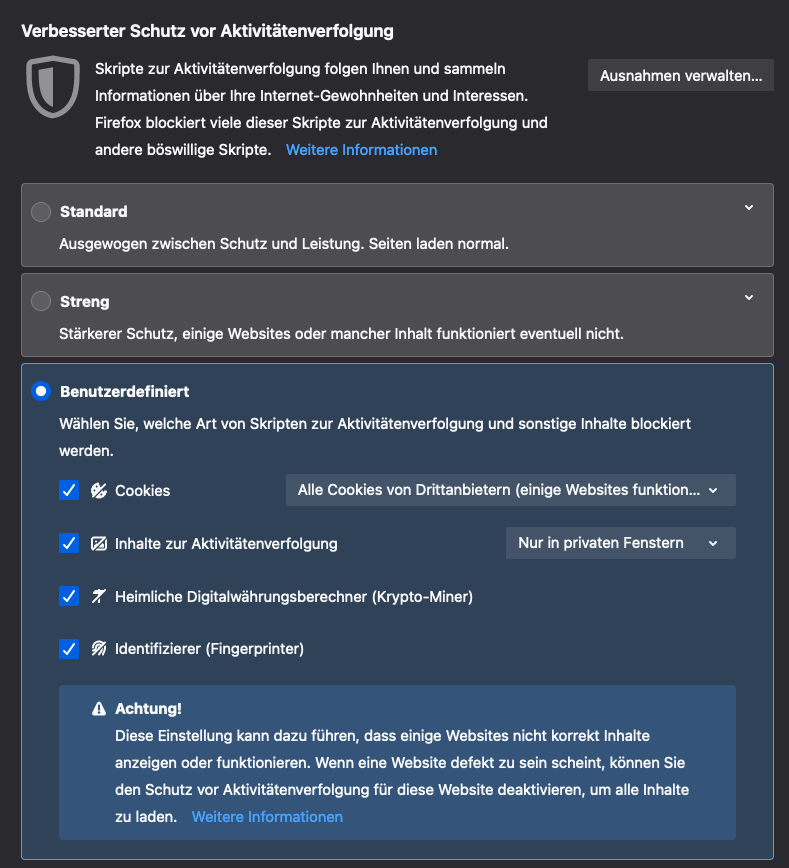 Verbesserter Schutz vor Aktivitätenverfolgung
Skripte zur Aktivitätenverfolgung folgen Ihnen und sammeln
Informationen über Ihre Internet-Gewohnheiten und Interessen.
Firefox blockiert viele dieser Skripte zur Aktivitätenverfolgung und
andere böswillige Skripte. Weitere Informationen
Ausnahmen verwalten...
Standard
Ausgewogen zwischen Schutz und Leistung. Seiten laden normal.
Streng
Stärkerer Schutz, einige Websites oder mancher Inhalt funktioniert eventuell nicht.
Benutzerdefiniert
Wählen Sie, welche Art von Skripten zur Aktivitätenverfolgung und sonstige Inhalte blockiert
werden.
Cookies Alle Cookies von Drittanbietern (einige Websites funktion...
Inhalte zur Aktivitätenverfolgung Nur in privaten Fenstern
Heimliche Digitalwährungsberechner (Krypto-Miner)
Identifizierer (Fingerprinter)
Achtung!
Diese Einstellung kann dazu führen, dass einige Websites nicht korrekt Inhalte
anzeigen oder funktionieren. Wenn eine Website defekt zu sein scheint, können Sie
den Schutz vor Aktivitätenverfolgung für diese Website deaktivieren, um alle Inhalte
zu laden. Weitere Informationen